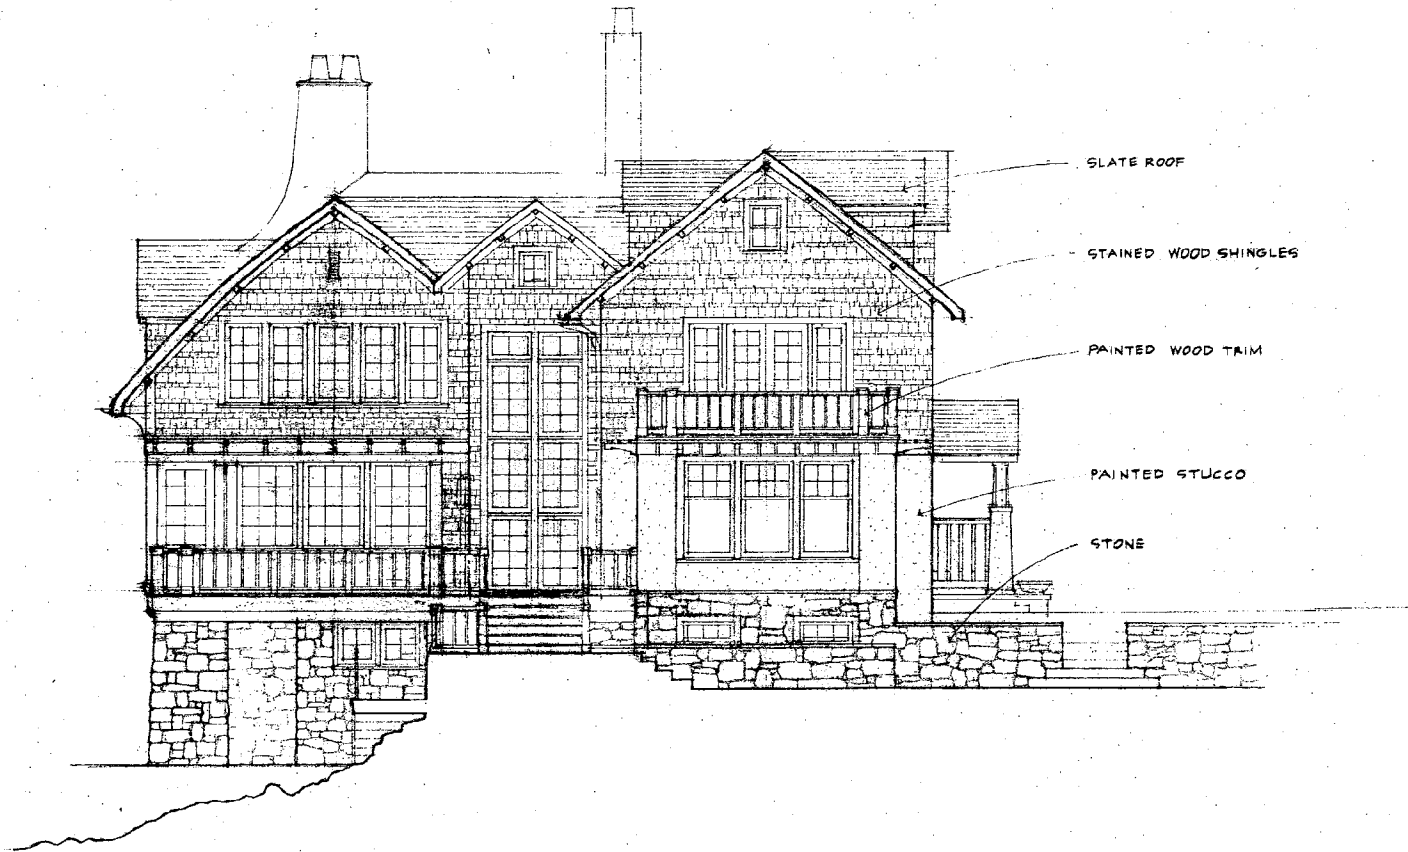 SLATE ROOF
STAINED WOOD SHINGLES
PAINTED WOOD TRIM
PAINTED STUCCO
STONE